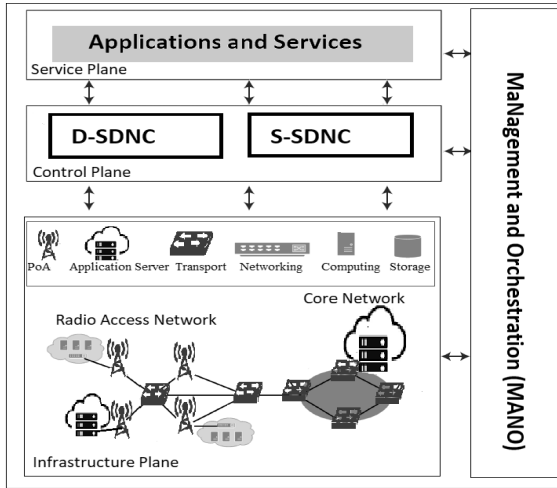 Applications and Services
Service Plane
D-SDNC
S-SDNC
Control Plane
PoA
Application Server
Transport
Networking
Computing
Storage
Core Network
Radio Access Network
Infrastructure Plane
MaNagement and Orchestration (MANO)